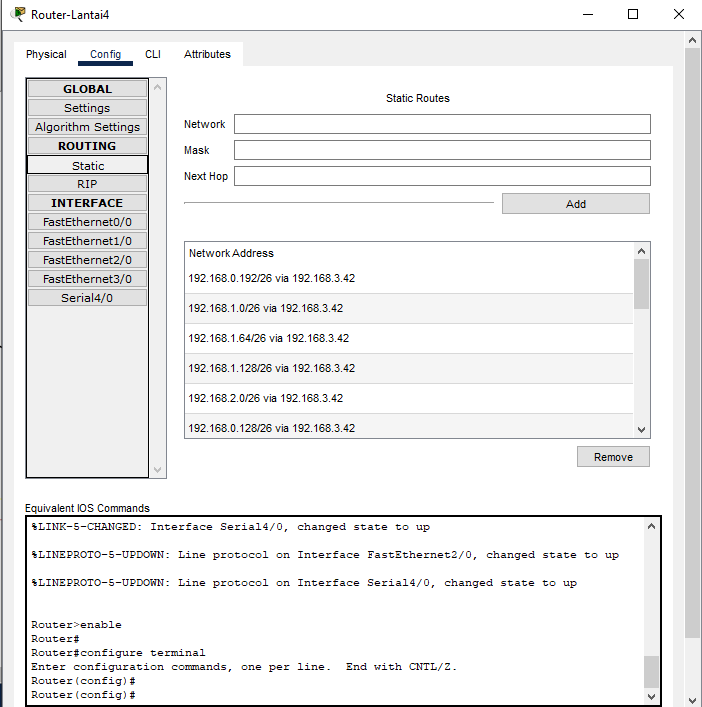 Router-Lantai4
Physical Config CLI Attributes
GLOBAL
Settings
Algorithm Settings
ROUTING
Static
RIP
INTERFACE
FastEthernet0/0
FastEthernet1/0
FastEthernet2/0
FastEthernet3/0
Serial4/0
Static Routes
Network
Mask
Next Hop
Add
Network Address
192.168.0.192/26 via 192.168.3.42
192.168.1.0/26 via 192.168.3.42
192.168.1.64/26 via 192.168.3.42
192.168.1.128/26 via 192.168.3.42
192.168.2.0/26 via 192.168.3.42
192.168.0.128/26 via 192.168.3.42
Remove
Equivalent IOS Commands
%LINK-5-CHANGED: Interface Serial4/0, changed state to up
%LINEPROTO-5-UPDOWN: Line protocol on Interface FastEthernet2/0, changed state to up
%LINEPROTO-5-UPDOWN: Line protocol on Interface Serial4/0, changed state to up
Router>enable
Router#
Router#configure terminal
Enter configuration commands, one per line.  End with CNTL/Z.
Router(config)#
Router(config)#